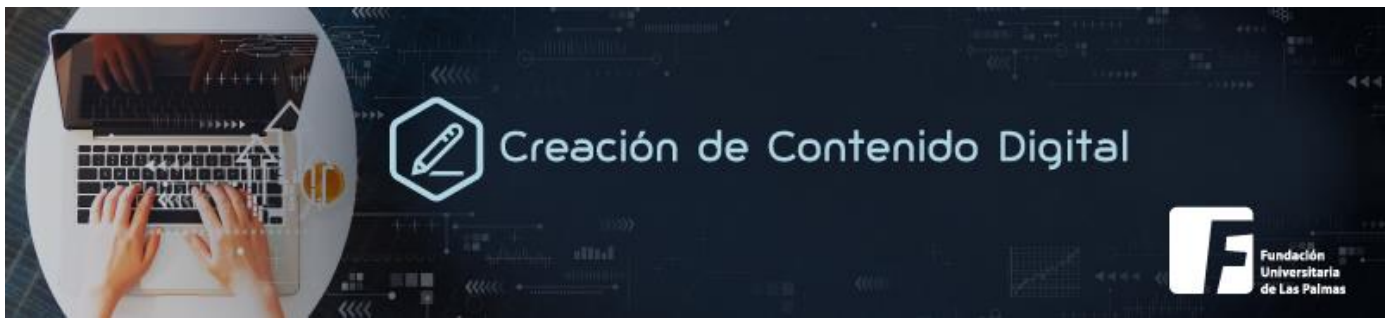 Creación de Contenido Digital
Fundación
Universitaria
de Las Palmas